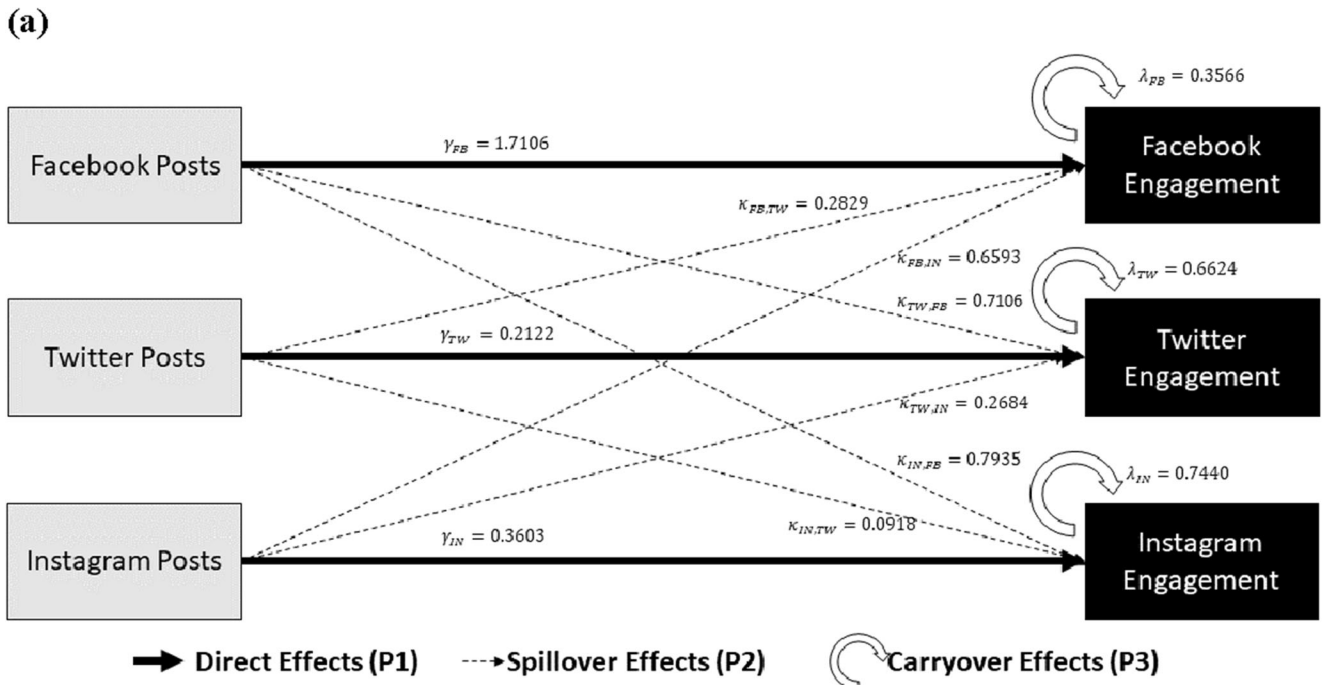 (a)
λFB = 0.3566
Facebook Posts
γFB = 1.7106
Facebook
Engagement
κFB,TW = 0.2829
κFB,IN = 0.6593
λTW = 0.6624
κTW,FB = 0.7106
Twitter Posts
γTW = 0.2122
Twitter
Engagement
κTW,IN = 0.2684
κIN,FB = 0.7935
λIN = 0.7440
Instagram Posts
γIN = 0.3603
κIN,TW = 0.0918
Instagram
Engagement
Direct Effects (P1)
Spillover Effects (P2)
Carryover Effects (P3)